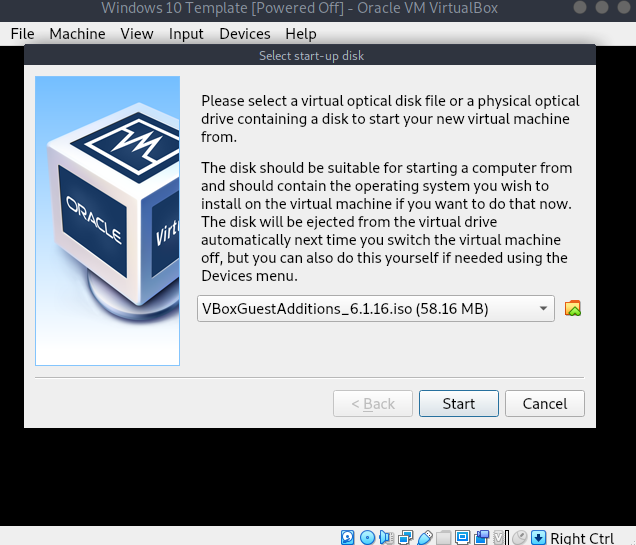 Windows 10 Template [Powered Off] - Oracle VM VirtualBox
File Machine View Input Devices Help
Select start-up disk
Please select a virtual optical disk file or a physical optical
drive containing a disk to start your new virtual machine
from.
The disk should be suitable for starting a computer from
and should contain the operating system you wish to
install on the virtual machine if you want to do that now.
The disk will be ejected from the virtual drive
automatically next time you switch the virtual machine
off, but you can also do this yourself if needed using the
Devices menu.
ORACLE
Virtu
VBoxGuestAdditions_6.1.16.iso (58.16 MB)
< Back Start Cancel
Right Ctrl